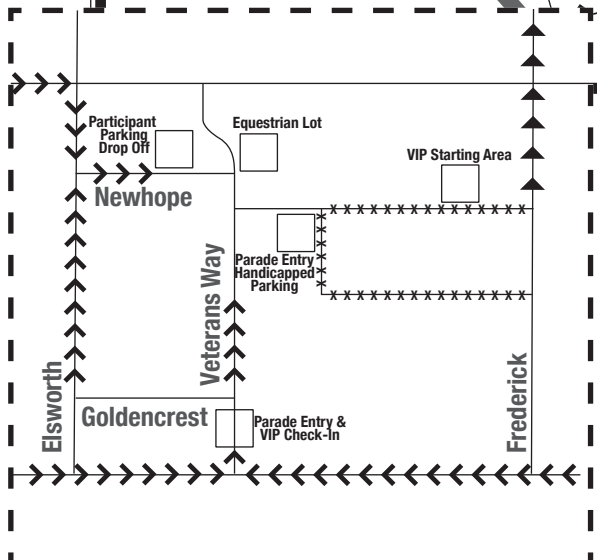 Participant
Parking
Drop Off
Equestrian Lot
VIP Starting Area
Newhope
Parade Entry
Handicapped
Parking
Veterans Way
Elsworth
Frederick
Goldencrest
Parade Entry &
VIP Check-In